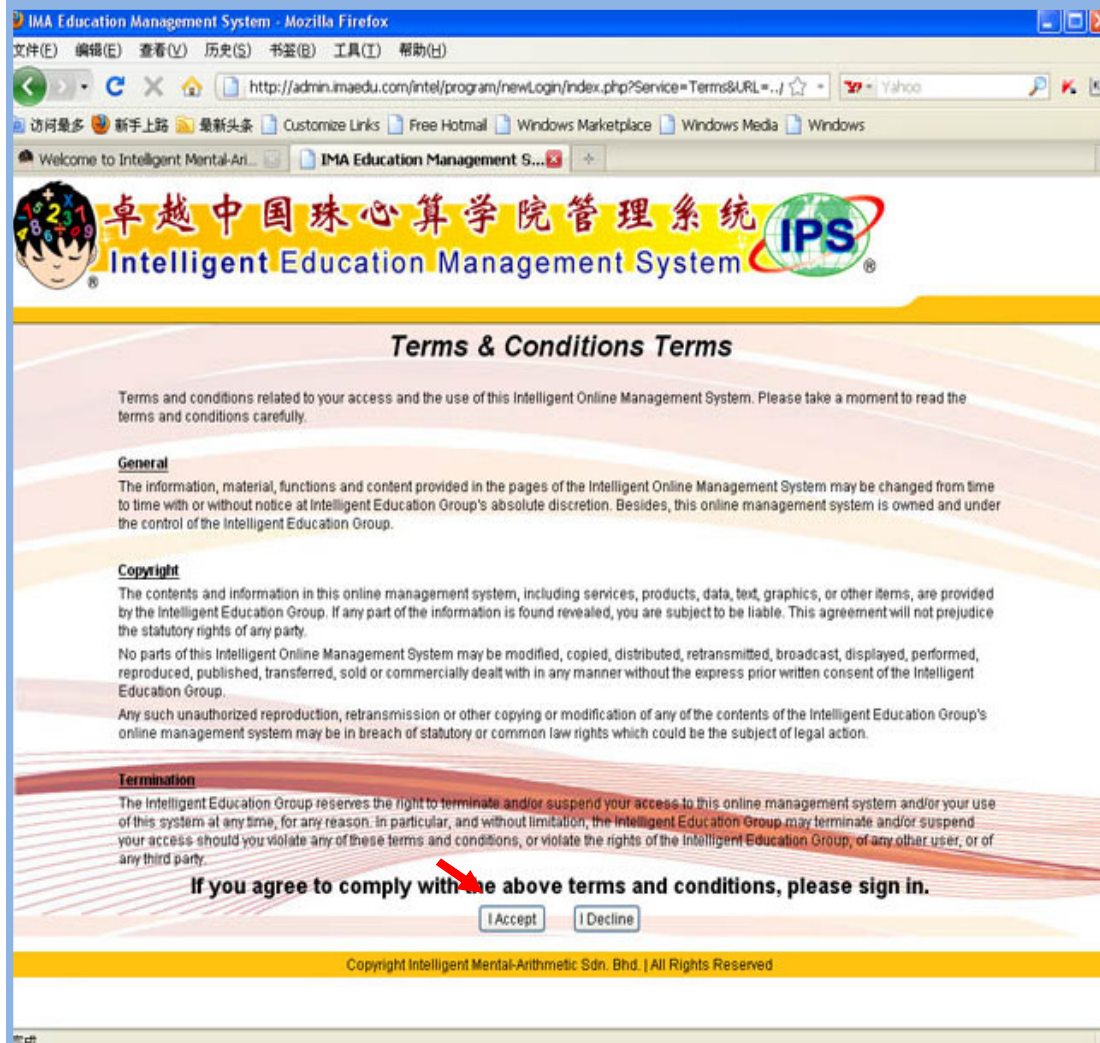 IMA Education Management System - Mozilla Firefox
文件(F) 编辑(E) 查看(V) 历史(S) 书签(B) 工具(T) 帮助(H)
http://admin.imaedu.com/intel/program/newLogin/index.php?Service=Terms&URL=../ Yahoo
访问最多 新手上路 最新头条 Customize Links Free Hotmail Windows Marketplace Windows Media Windows
Welcome to Intelligent Mental-Ari... IMA Education Management S...
卓越中国珠心算学院管理系统
IPS
Intelligent Education Management System
Terms & Conditions Terms
Terms and conditions related to your access and the use of this Intelligent Online Management System. Please take a moment to read the
terms and conditions carefully.
General
The information, material, functions and content provided in the pages of the Intelligent Online Management System may be changed from time
to time with or without notice at Intelligent Education Group's absolute discretion. Besides, this online management system is owned and under
the control of the Intelligent Education Group.
Copyright
The contents and information in this online management system, including services, products, data, text, graphics, or other items, are provided
by the Intelligent Education Group. If any part of the information is found revealed, you are subject to be liable. This agreement will not prejudice
the statutory rights of any party.
No parts of this Intelligent Online Management System may be modified, copied, distributed, retransmitted, broadcast, displayed, performed,
reproduced, published, transferred, sold or commercially dealt with in any manner without the express prior written consent of the Intelligent
Education Group.
Any such unauthorized reproduction, retransmission or other copying or modification of any of the contents of the Intelligent Education Group's
online management system may be in breach of statutory or common law rights which could be the subject of legal action.
Termination
The Intelligent Education Group reserves the right to terminate and/or suspend your access to this online management system and/or your use
of this system at any time, for any reason. In particular, and without limitation, the Intelligent Education Group may terminate and/or suspend
your access should you violate any of these terms and conditions, or violate the rights of the Intelligent Education Group, of any other user, or of
any third party.
If you agree to comply with the above terms and conditions, please sign in.
I Accept I Decline
Copyright Intelligent Mental-Arithmetic Sdn. Bhd. | All Rights Reserved